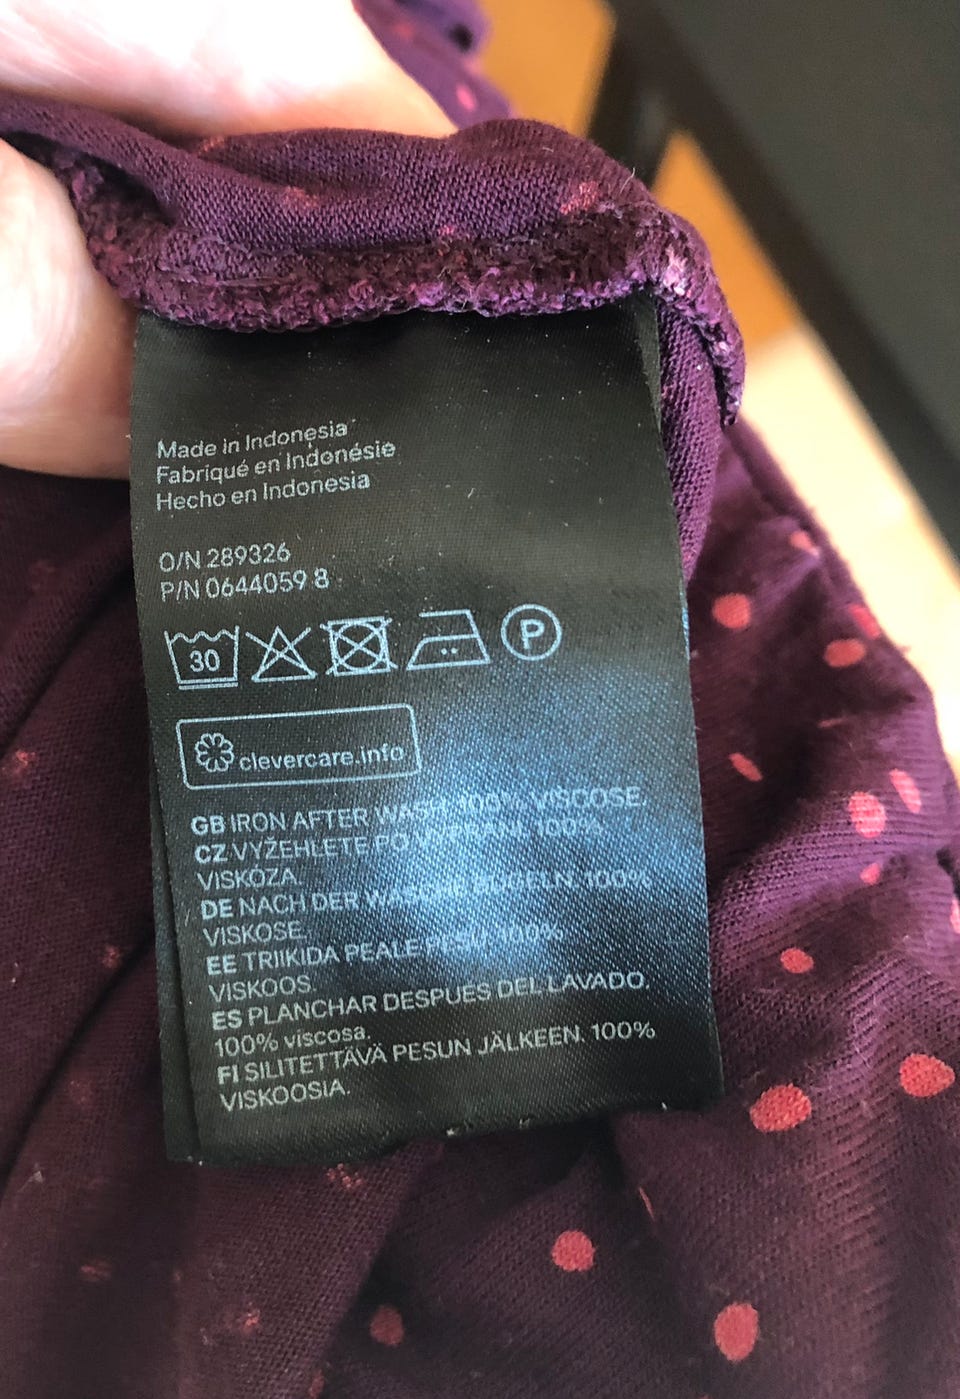 Made in Indonesia
Fabriqué en Indonésie
Hecho en Indonesia
O/N 289326
P/N 0644059 8
30
P
clevercare.info
GB IRON AFTER WASH. 100% VISCOSE.
CZ VYŽEHLETE PO VYPRÁNÍ. 100%
VISKÓZA.
DE NACH DER WÄSCHE BÜGELN. 100%
VISKOSE.
EE TRIIKIDA PEALE PESU. 100%
VISKOOS.
ES PLANCHAR DESPUES DEL LAVADO.
100% viscosa.
FI SILITETTÄVÄ PESUN JÄLKEEN. 100%
VISKOOSIA.